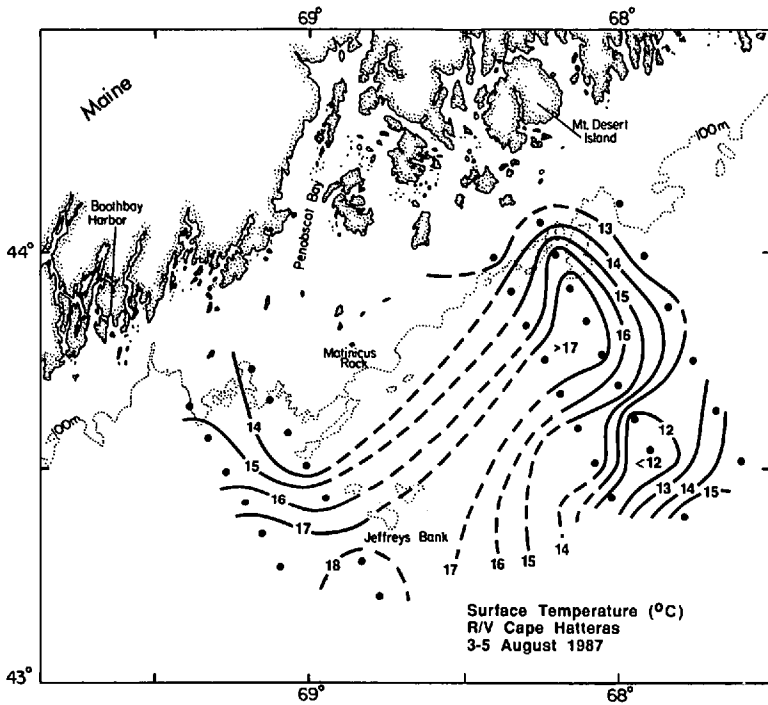 69°
68°
Maine
Mt. Desert
Island
100m
Boothbay
Harbor
Penobscot Bay
44°
13
14
15
16
>17
Matinicus
Rock
100m
14
15
16
17
12
<12
13
14
15
Jeffreys Bank
18
17
16
15
14
Surface Temperature (°C)
R/V Cape Hatteras
3-5 August 1987
43°
69°
68°